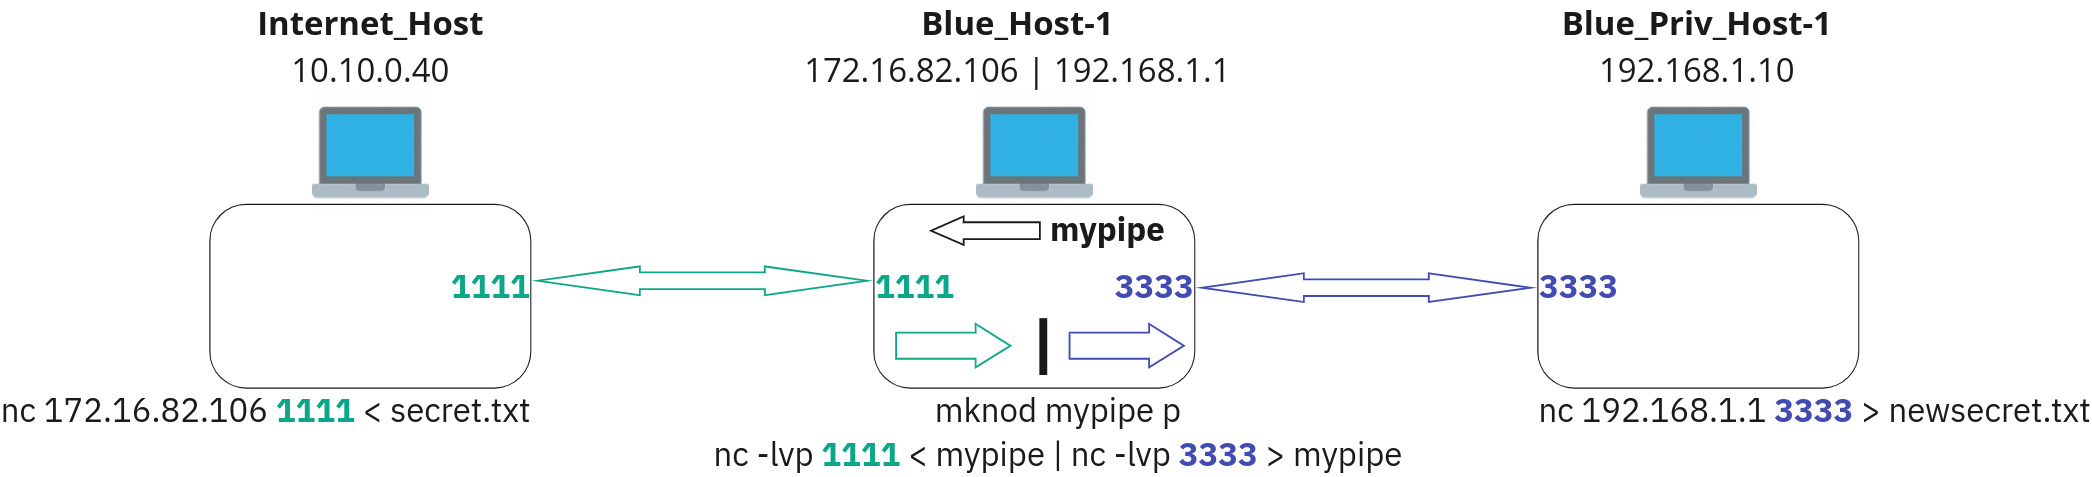 Internet_Host
10.10.0.40
Blue_Host-1
172.16.82.106 | 192.168.1.1
Blue_Priv_Host-1
192.168.1.10
mypipe
1111
1111
3333
3333
nc 172.16.82.106 1111 < secret.txt
mknod mypipe p
nc -lvp 1111 < mypipe | nc -lvp 3333 > mypipe
nc 192.168.1.1 3333 > newsecret.txt